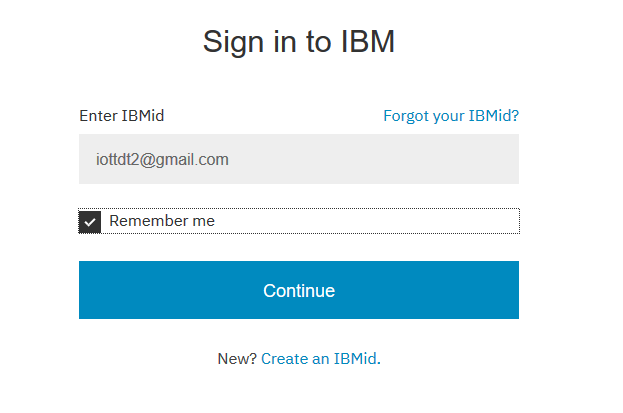 Sign in to IBM
Enter IBMid Forgot your IBMid?
iottdt2@gmail.com
Remember me
Continue
New? Create an IBMid.